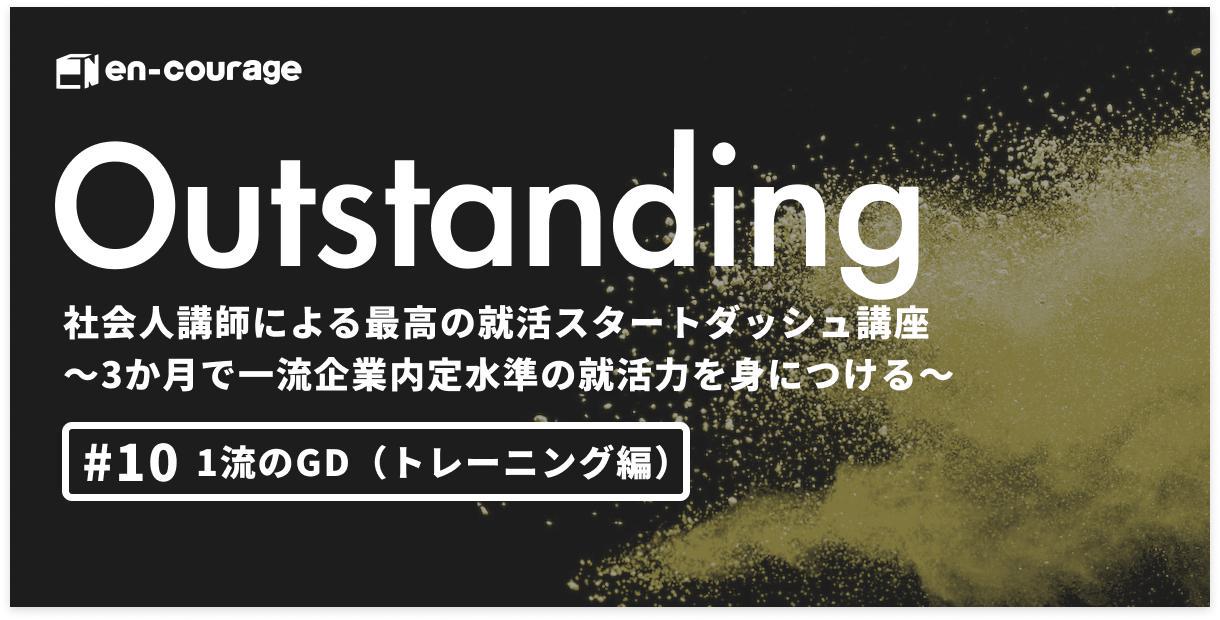 en-courage
Outstanding
社会人講師による最高の就活スタートダッシュ講座
〜3か月で一流企業内定水準の就活力を身につける〜
#10 1流のGD（トレーニング編）